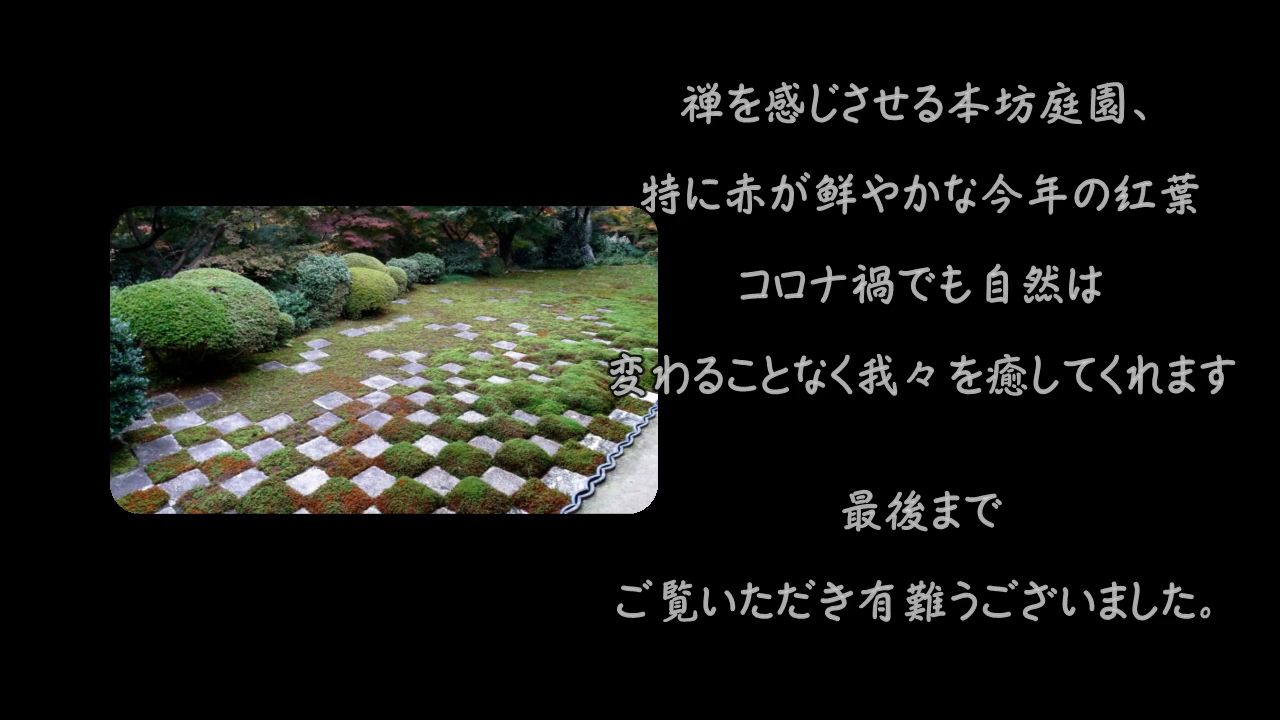 禅を感じさせる本坊庭園、
特に赤が鮮やかな今年の紅葉
コロナ禍でも自然は
変わることなく我々を癒してくれます
最後まで
ご覧いただき有難うございました。